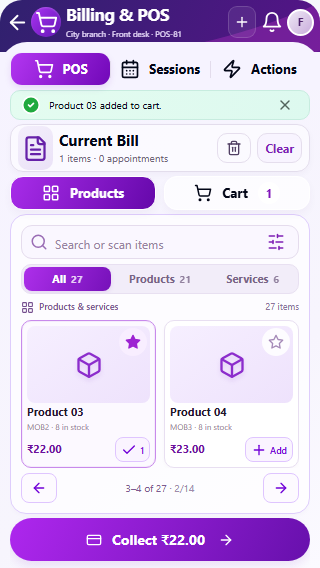 Billing & POS
City branch · Front desk · POS-81
F
POS
Sessions
Actions
Product 03 added to cart.
Current Bill
1 items · 0 appointments
Clear
Products
Cart 1
Search or scan items
All 27
Products 21
Services 6
Products & services
27 items
Product 03
MOB2 · 8 in stock
₹22.00
1
Product 04
MOB3 · 8 in stock
₹23.00
Add
3–4 of 27 · 2/14
Collect ₹22.00